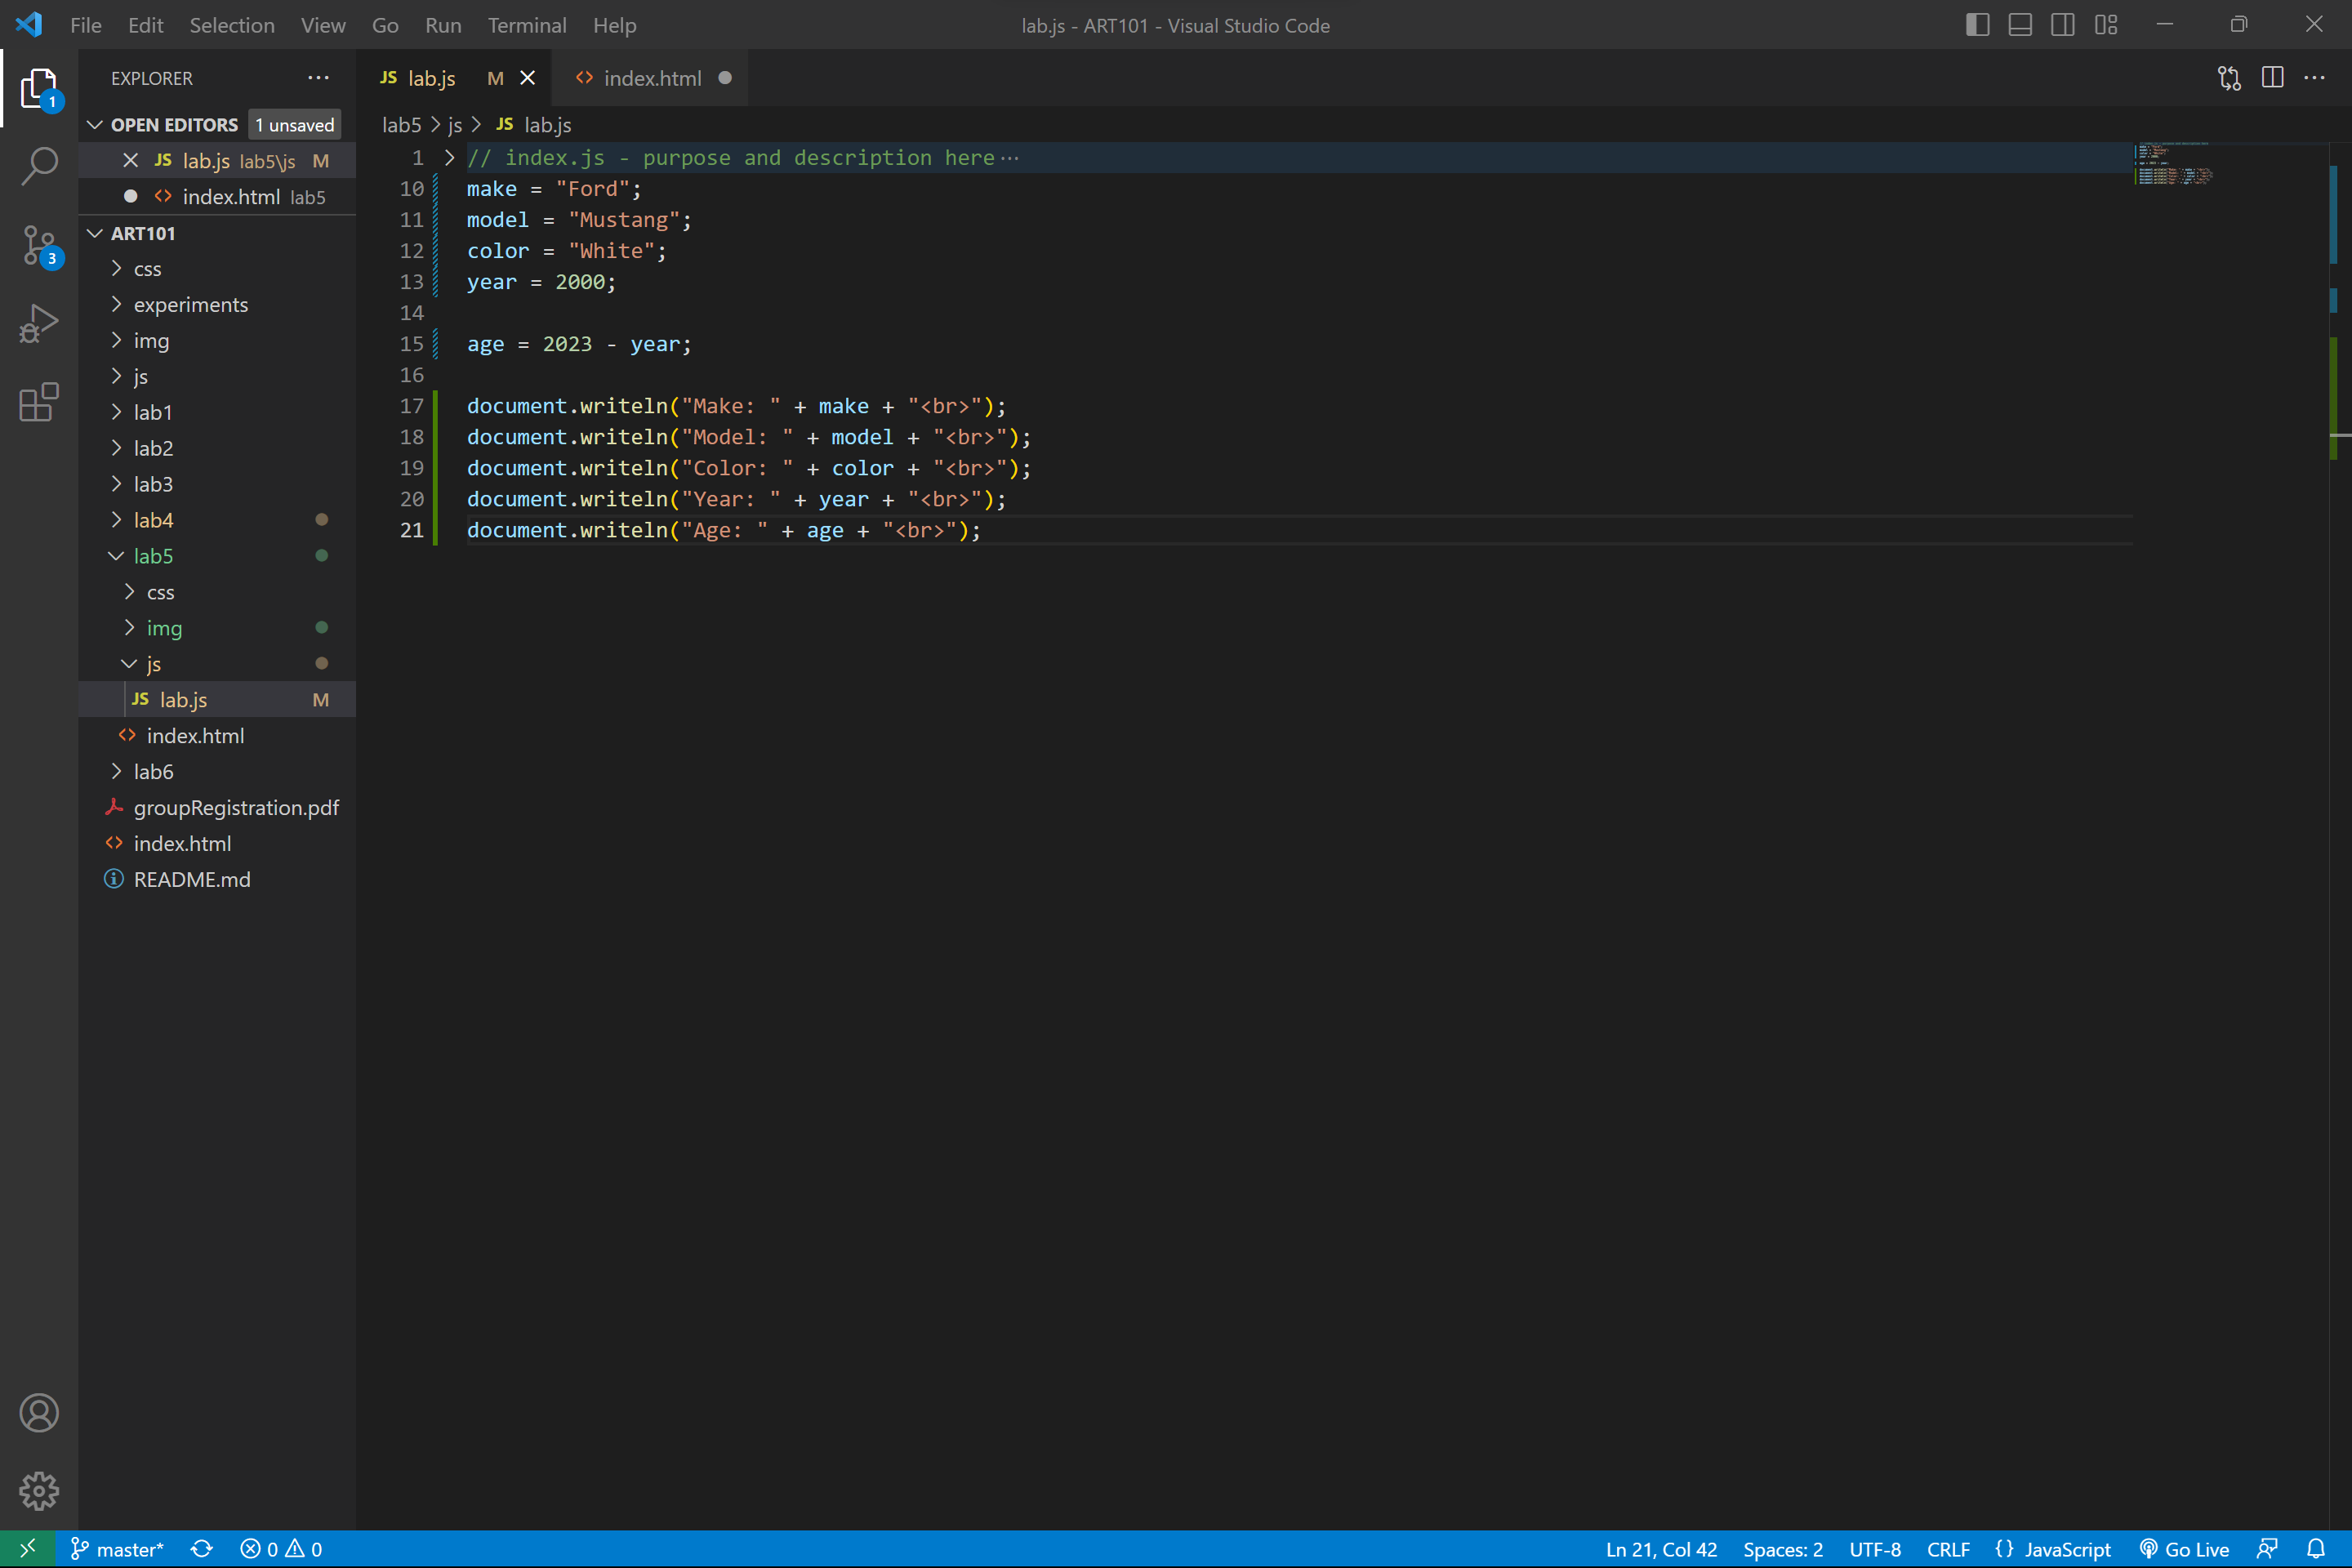 File Edit Selection View Go Run Terminal Help
lab.js - ART101 - Visual Studio Code
1
3
EXPLORER
OPEN EDITORS 1 unsaved
JS lab.js lab5\js M
index.html lab5
ART101
css
experiments
img
js
lab1
lab2
lab3
lab4
lab5
css
img
js
JS lab.js M
index.html
lab6
groupRegistration.pdf
index.html
README.md
JS lab.js M
index.html
lab5 > js > JS lab.js
1 // index.js - purpose and description here ...
10 make = "Ford";
11 model = "Mustang";
12 color = "White";
13 year = 2000;
14
15 age = 2023 - year;
16
17 document.writeln("Make: " + make + "<br>");
18 document.writeln("Model: " + model + "<br>");
19 document.writeln("Color: " + color + "<br>");
20 document.writeln("Year: " + year + "<br>");
21 document.writeln("Age: " + age + "<br>");
master* 0 0
Ln 21, Col 42 Spaces: 2 UTF-8 CRLF {} JavaScript Go Live